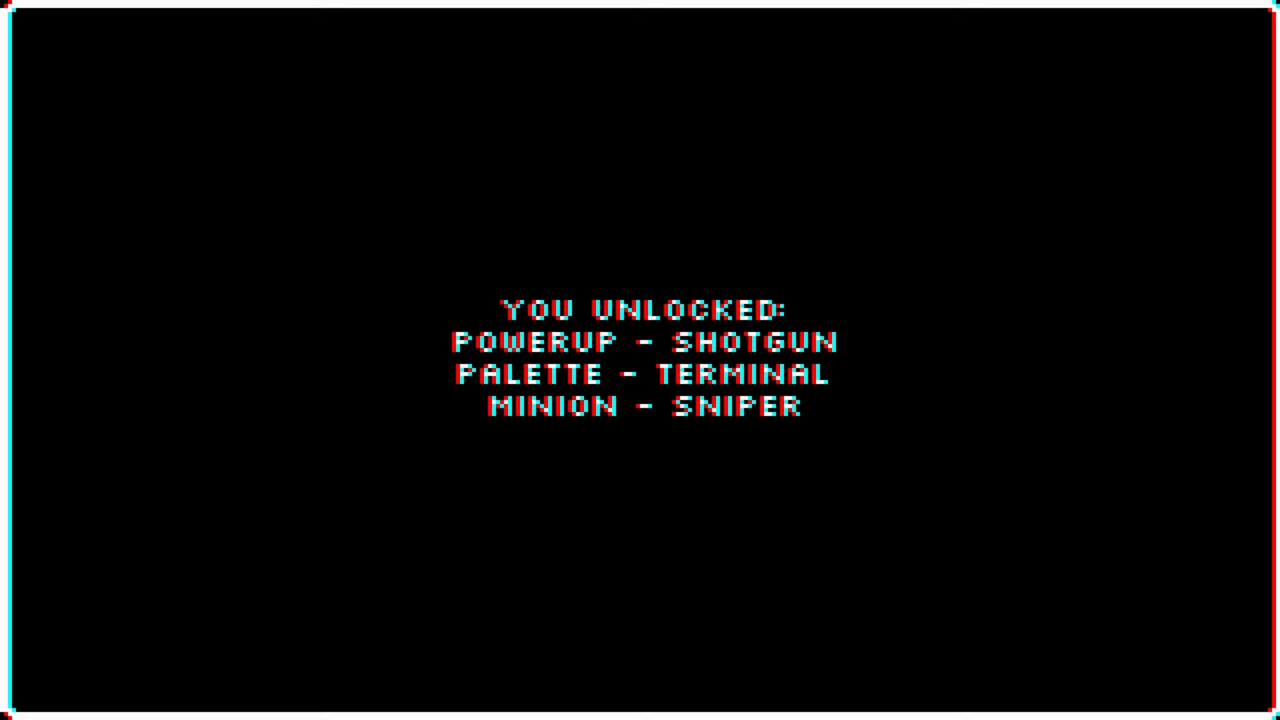 YOU UNLOCKED:
POWERUP - SHOTGUN
PALETTE - TERMINAL
MINION - SNIPER